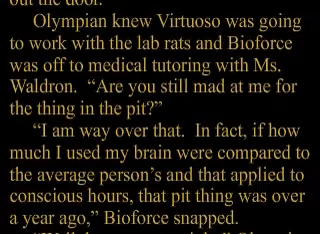 out the door.
Olympian knew Virtuoso was going
to work with the lab rats and Bioforce
was off to medical tutoring with Ms.
Waldron.  “Are you still mad at me for
the thing in the pit?”
“I am way over that.  In fact, if how
much I used my brain were compared to
the average person’s and that applied to
conscious hours, that pit thing was over
a year ago,” Bioforce snapped.